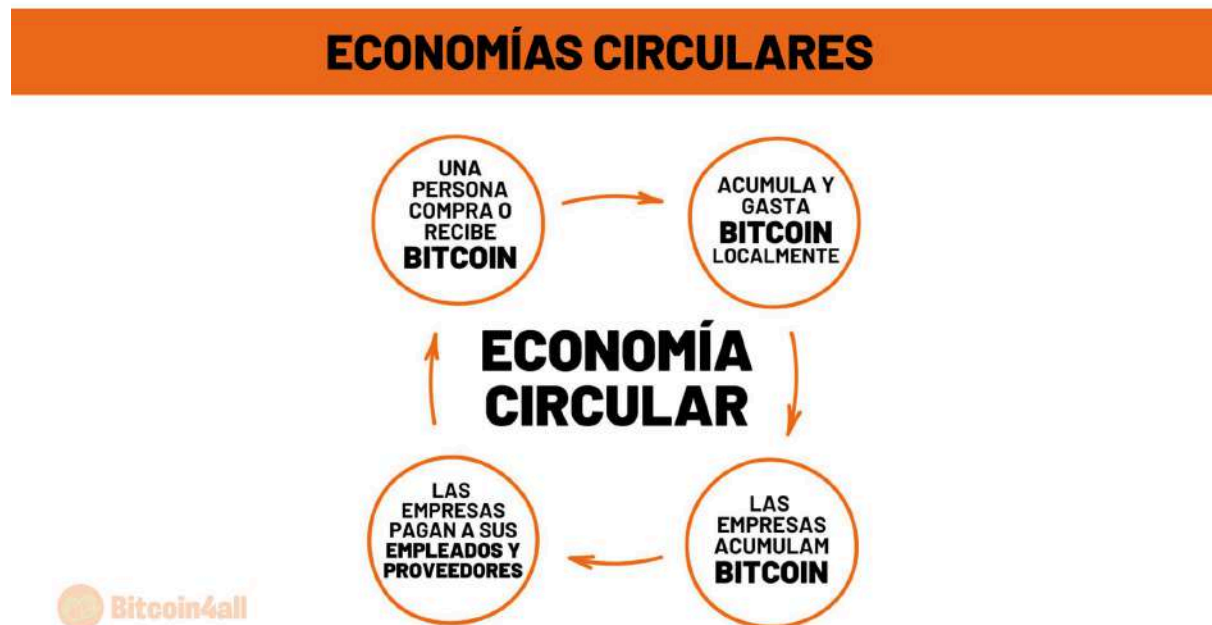 ECONOMÍAS CIRCULARES
UNA
PERSONA
COMPRA O
RECIBE
BITCOIN
ACUMULA Y
GASTA
BITCOIN
LOCALMENTE
ECONOMÍA
CIRCULAR
LAS
EMPRESAS
PAGAN A SUS
EMPLEADOS Y
PROVEEDORES
LAS
EMPRESAS
ACUMULAM
BITCOIN
Bitcoin4all